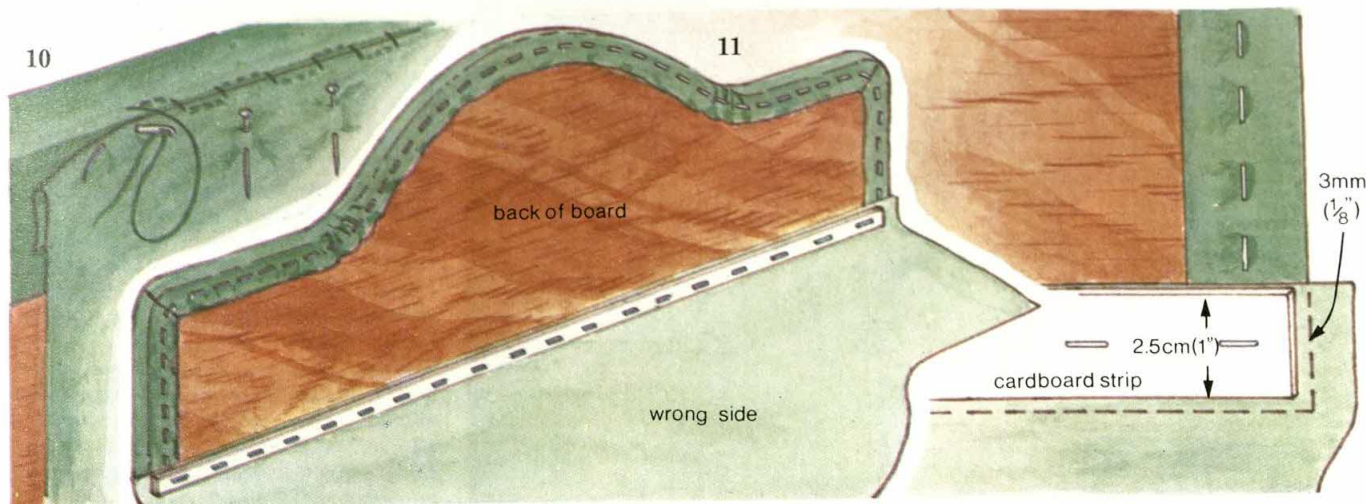 10
11
back of board
3mm
(1/8")
2.5cm(1")
cardboard strip
wrong side